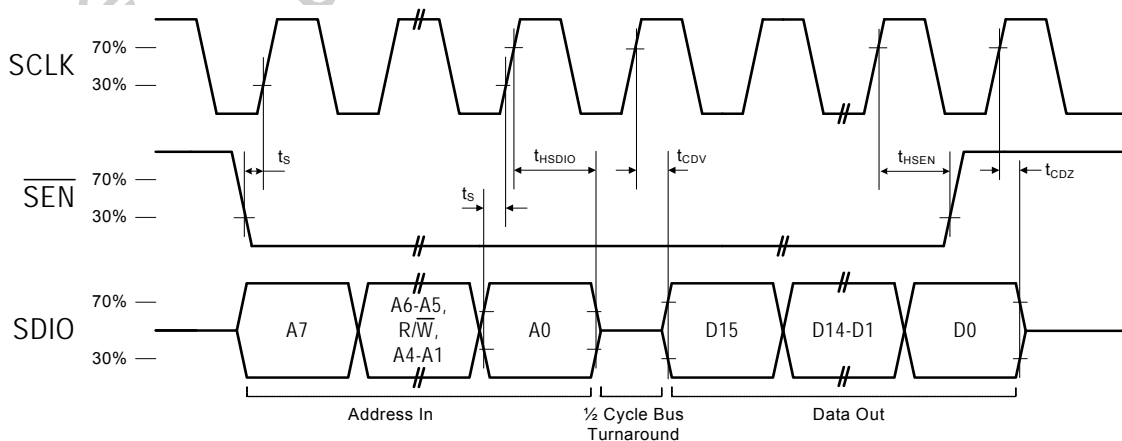 SCLK
70%
30%
SEN
70%
30%
tS
tS
tHSDIO
tCDV
tHSEN
tCDZ
SDIO
70%
30%
A7
A6-A5,
R/W,
A4-A1
A0
D15
D14-D1
D0
Address In
½ Cycle Bus
Turnaround
Data Out